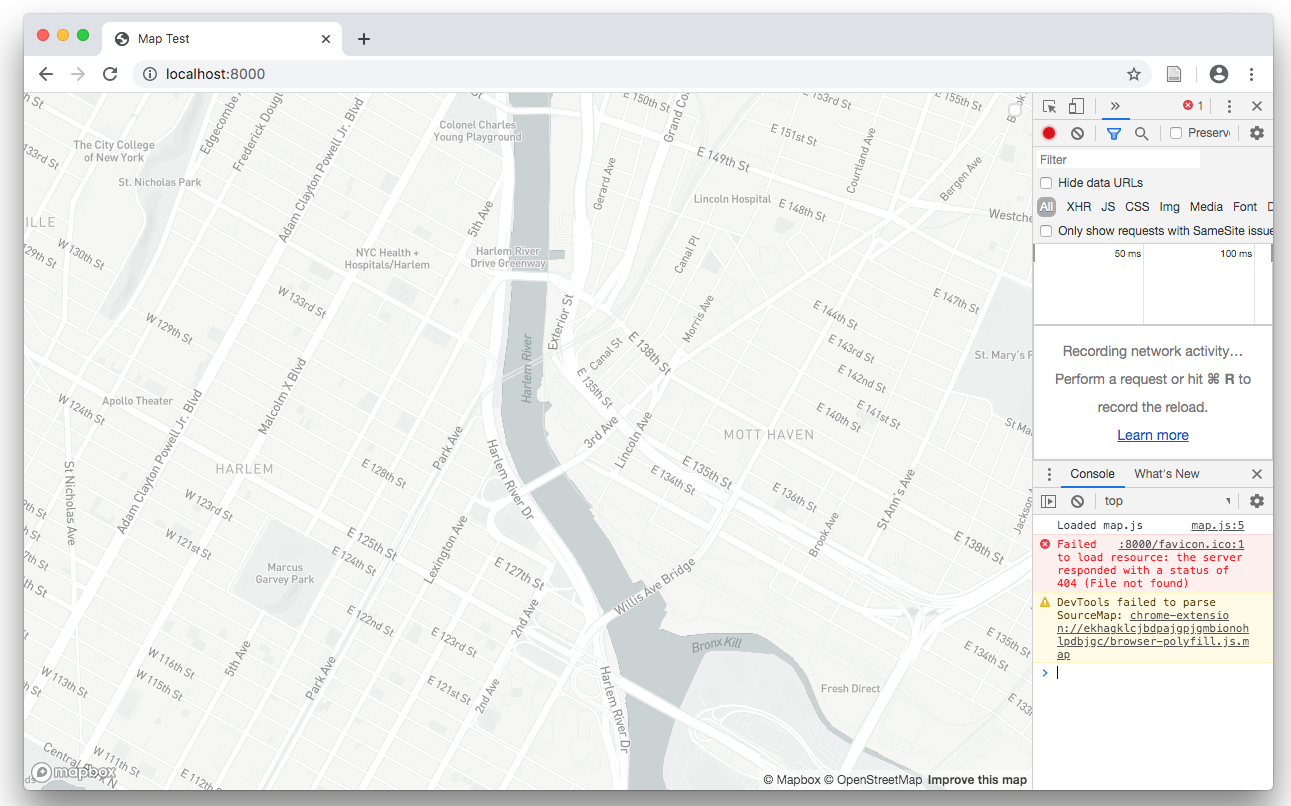 Map Test
localhost:8000
The City College
of New York
St. Nicholas Park
Edgecombe
Frederick Doug
Adam Clayton Powell Jr. Blvd
133rd St
W 130th St
129th St
ILLE
W 129th St
W 133rd St
NYC Health +
Hospitals/Harlem
Colonel Charles
Young Playground
5th Ave
Harlem River
Drive Greenway
E 150th St
Grand Co
E 153rd St
E 155th St
E 151st St
E 149th St
Gerard Ave
Courtland Ave
Bergen Ave
Lincoln Hospital
E 148th St
Westche
Canal Pl
E 147th St
Morris Ave
E 144th St
Exterior St
Harlem River
Canal St
E 138th St
E 143rd St
E 142nd St
St. Mary's
E 135th St
E 141st St
E 140th St
St Ma
Apollo Theater
W 124th St
Malcolm X Blvd
Adam Clayton Powell Jr. Blvd
Park Ave
3rd Ave
Lincoln Ave
MOTT HAVEN
HARLEM
Harlem River Dr
E 128th St
E 135th St
E 134th St
E 136th St
St Ann's Ave
Jackson
St Nicholas Ave
W 123rd St
W 121st St
Brook Ave
E 138th St
E 125th St
Lexington Ave
E 122nd St
Marcus
Garvey Park
E 127th St
Willis Ave Bridge
2nd Ave
E 123rd St
E 135th St
E 134th St
Bronx Kill
5th Ave
W 116th St
W 115th St
W 113th St
Park Ave
E 121st St
2nd Ave
Harlem River Dr
Fresh Direct
133r
W 111th St
Central
E 112th
mapbox
© Mapbox © OpenStreetMap Improve this map
1
Preserv
Filter
Hide data URLs
All XHR JS CSS Img Media Font D
Only show requests with SameSite issue
50 ms 100 ms
Recording network activity…
Perform a request or hit ⌘ R to
record the reload.
Learn more
Console What's New
top
Loaded map.js map.js:5
Failed :8000/favicon.ico:1
to load resource: the server
responded with a status of
404 (File not found)
DevTools failed to parse
SourceMap: chrome-extensio
n://ekhagklcjbdpajgpjgmbionoh
lpdbjgc/browser-polyfill.js.m
ap